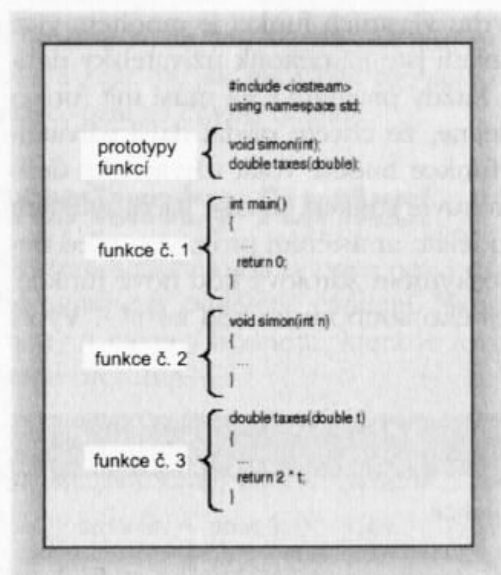 #include <iostream>
using namespace std;
prototypy
funkcí
void simon(int);
double taxes(double);
funkce č. 1
int main()
{
...
return 0;
}
funkce č. 2
void simon(int n)
{
...
}
funkce č. 3
double taxes(double t)
{
...
return 2 * t;
}